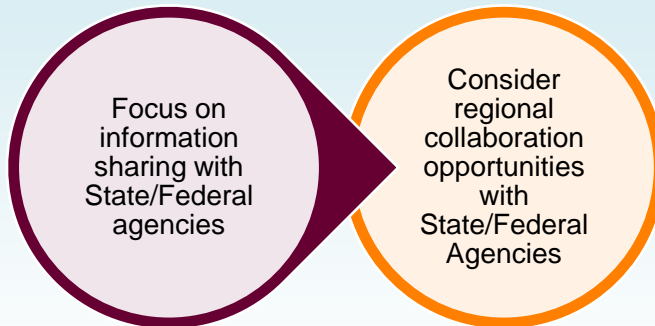 Focus on
information
sharing with
State/Federal
agencies
Consider
regional
collaboration
opportunities
with
State/Federal
Agencies